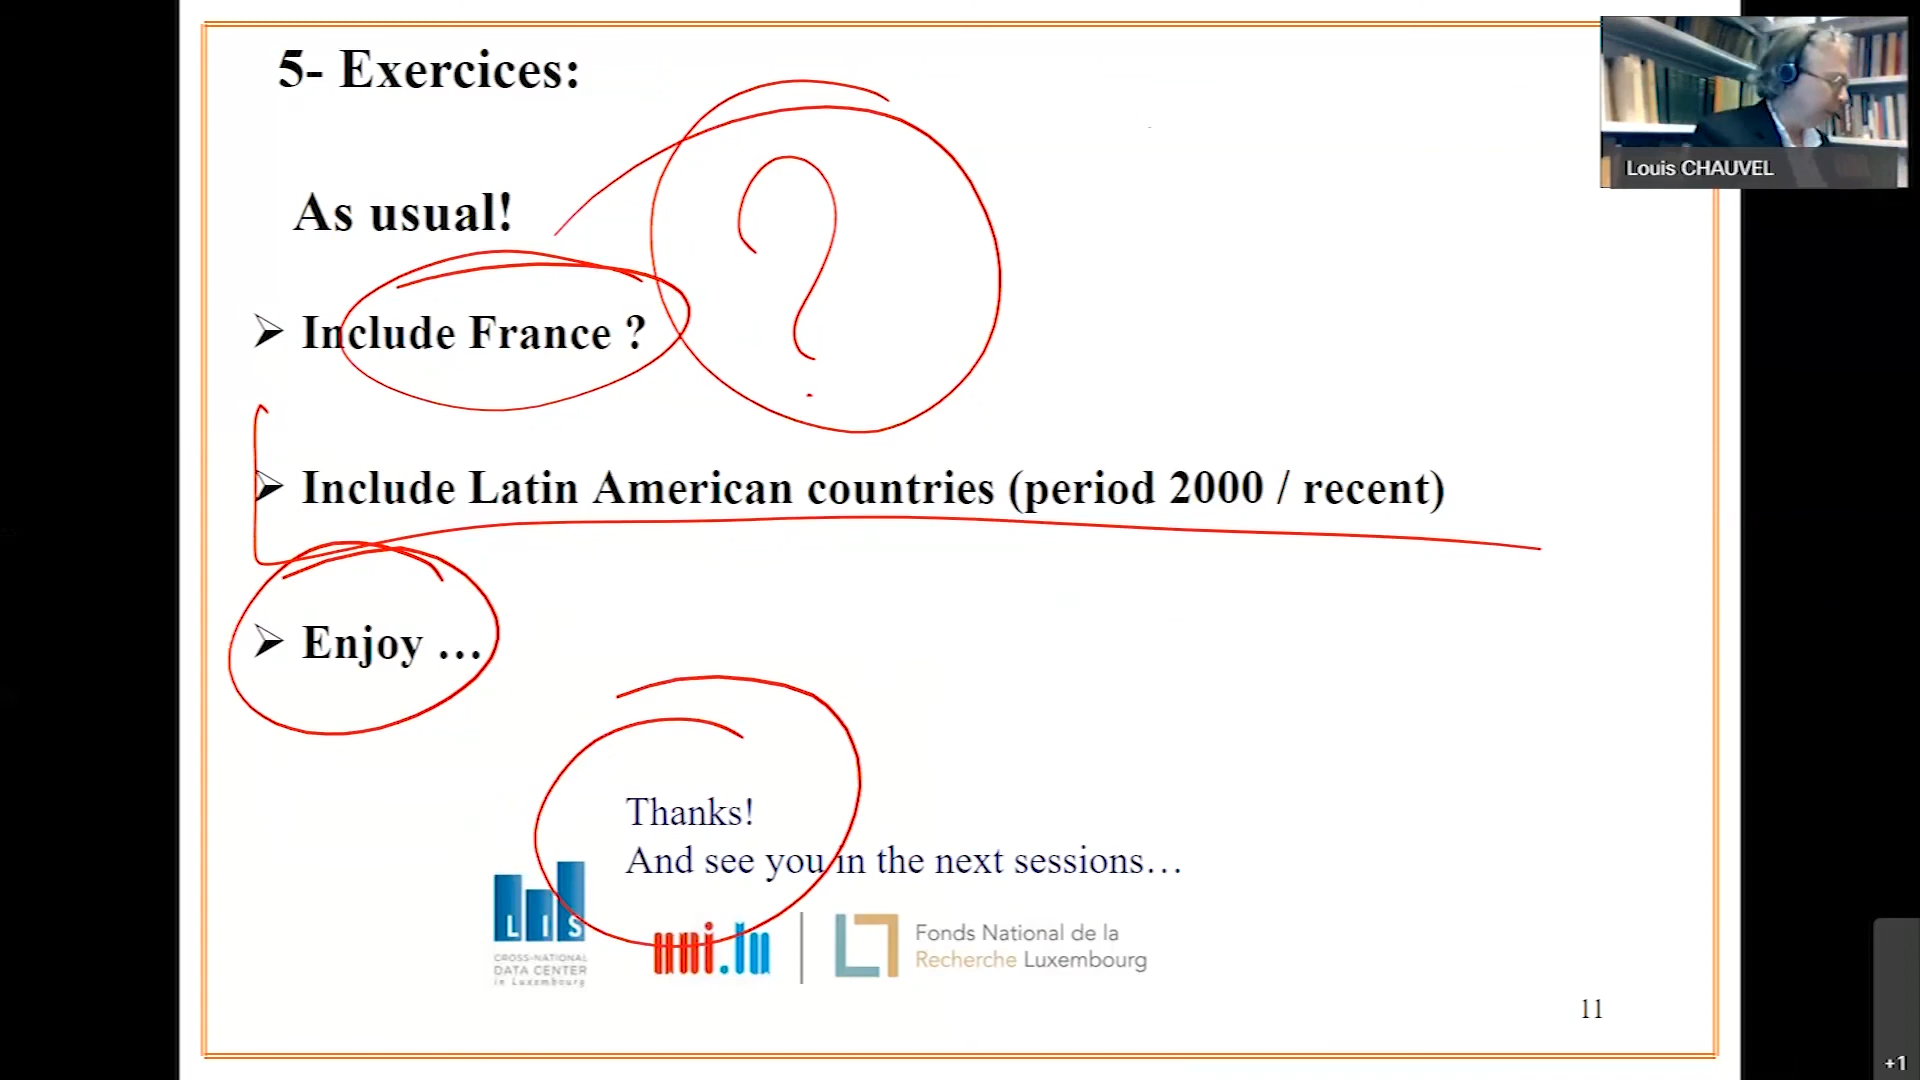 5- Exercices:
Louis CHAUVEL
As usual!
?
➢ Include France ?
➢ Include Latin American countries (period 2000 / recent)
➢ Enjoy …
Thanks!
And see you in the next sessions…
LIS
CROSS-NATIONAL
DATA CENTER
in Luxembourg
uni.lu
Fonds National de la
Recherche Luxembourg
11
+1